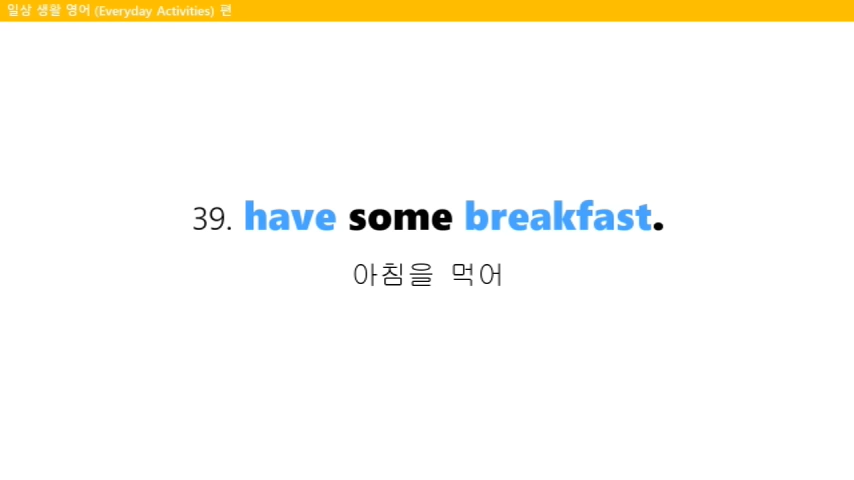 일상 생활 영어 (Everyday Activities) 편
39. have some breakfast.
아침을 먹어